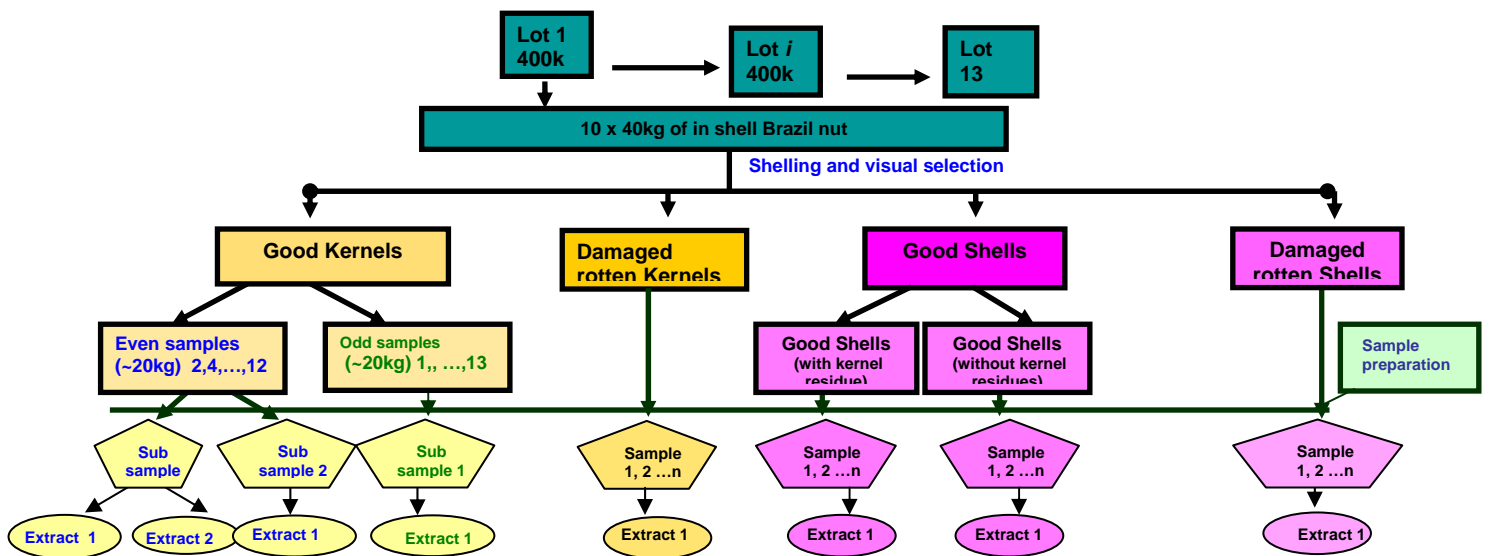 Lot 1
400k
Lot i
400k
Lot
13
10 x 40kg of in shell Brazil nut
Shelling and visual selection
Good Kernels
Damaged
rotten Kernels
Good Shells
Damaged
rotten Shells
Even samples
(~20kg) 2,4,...,12
Odd samples
(~20kg) 1,, ...,13
Good Shells
(with kernel
residue)
Good Shells
(without kernel
residues)
Sample
preparation
Sub
sample
Sub
sample 2
Sub
sample 1
Sample
1, 2 ...n
Sample
1, 2 ...n
Sample
1, 2 ...n
Sample
1, 2 ...n
Extract 1
Extract 2
Extract 1
Extract 1
Extract 1
Extract 1
Extract 1
Extract 1